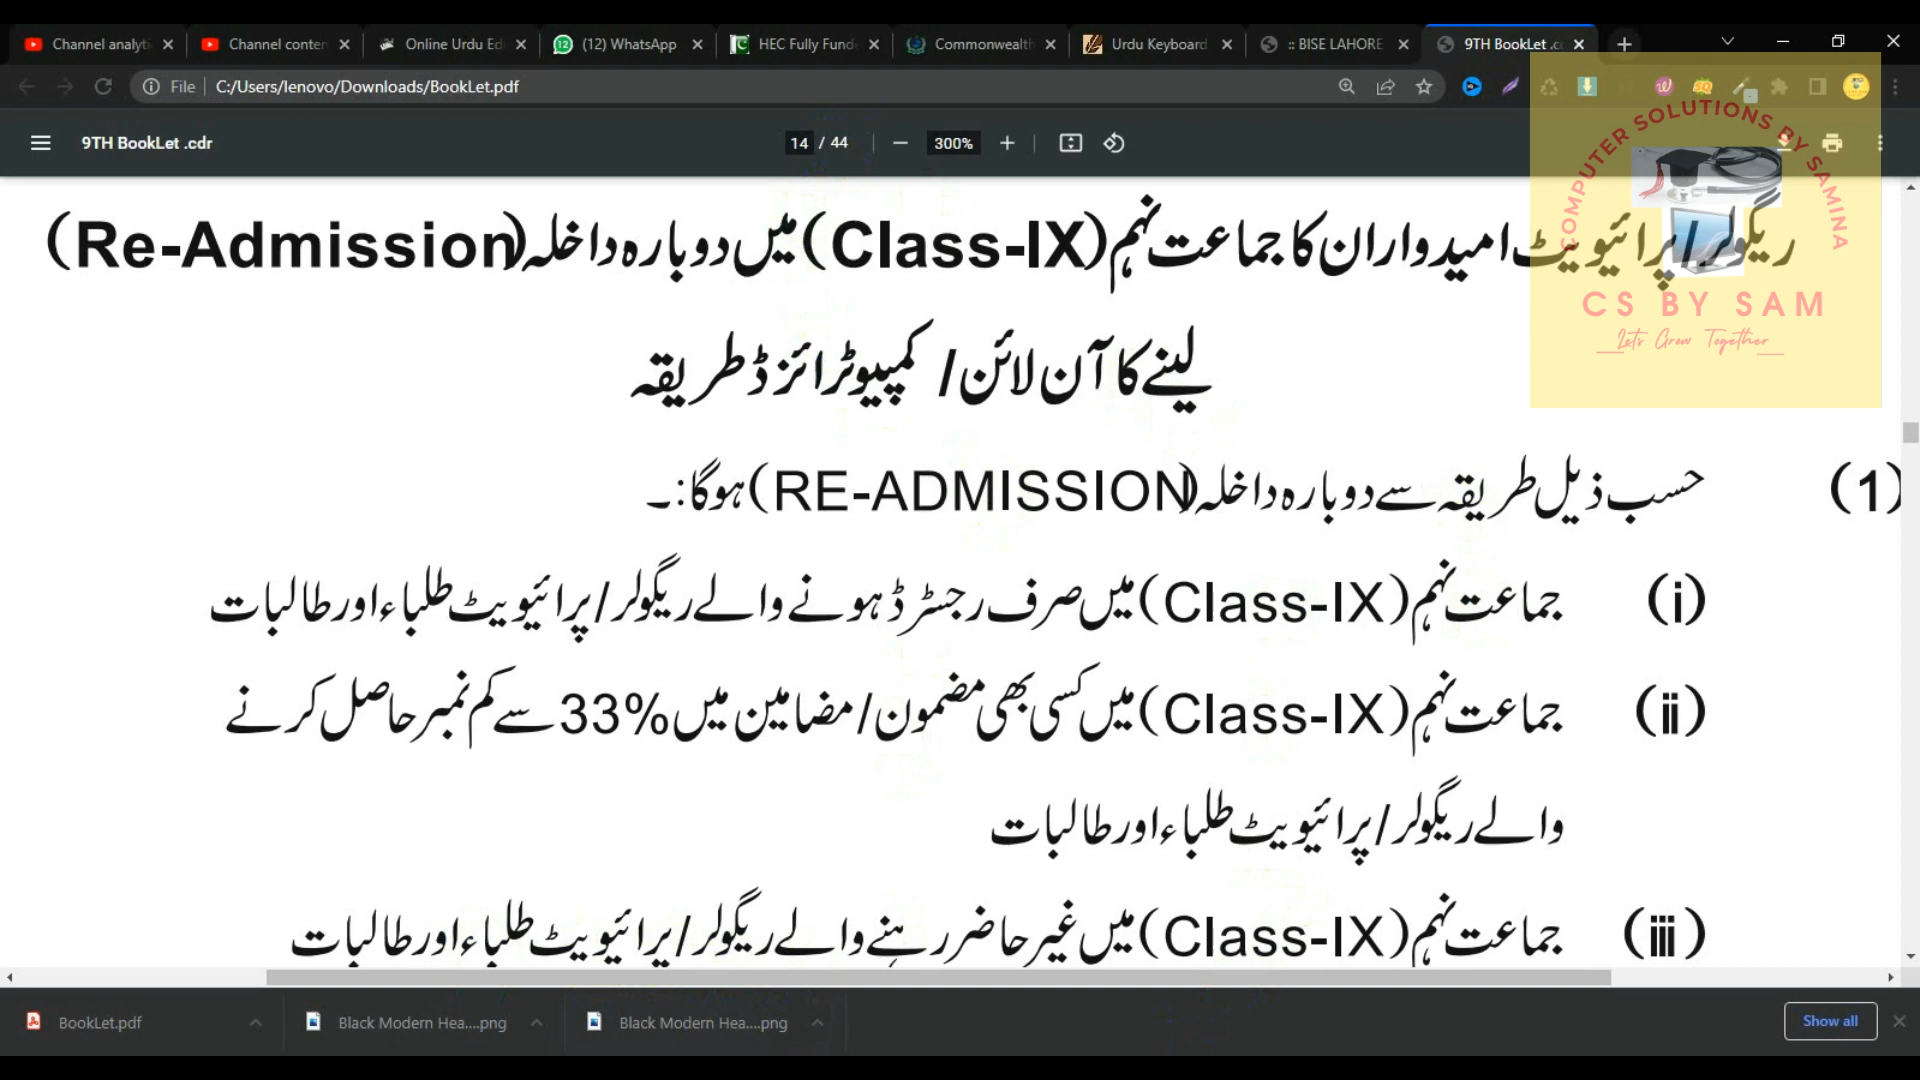 Channel analyti
Channel conten
Online Urdu Ed
(12) WhatsApp
HEC Fully Fund
Commonwealth
Urdu Keyboard
:: BISE LAHORE
9TH BookLet .c
File
C:/Users/lenovo/Downloads/BookLet.pdf
9TH BookLet .cdr
14 / 44
300%
COMPUTER SOLUTIONS BY SAMINA
CS BY SAM
Let's Grow Together
ریگولر/پرائیویٹ امیدواران کا جماعت نہم (Class-IX) میں دوبارہ داخلہ (Re-Admission)
لینے کا آن لائن/ کمپیوٹرائزڈ طریقہ
(1) حسب ذیل طریقہ سے دوبارہ داخلہ (RE-ADMISSION) ہوگا:۔
(i) جماعت نہم (Class-IX) میں صرف رجسٹرڈ ہونے والے ریگولر/پرائیویٹ طلباء اور طالبات
(ii) جماعت نہم (Class-IX) میں کسی بھی مضمون/مضامین میں 33% سے کم نمبر حاصل کرنے
والے ریگولر/پرائیویٹ طلباء اور طالبات
(iii) جماعت نہم (Class-IX) میں غیر حاضر رہنے والے ریگولر/پرائیویٹ طلباء اور طالبات
BookLet.pdf
Black Modern Hea....png
Black Modern Hea....png
Show all